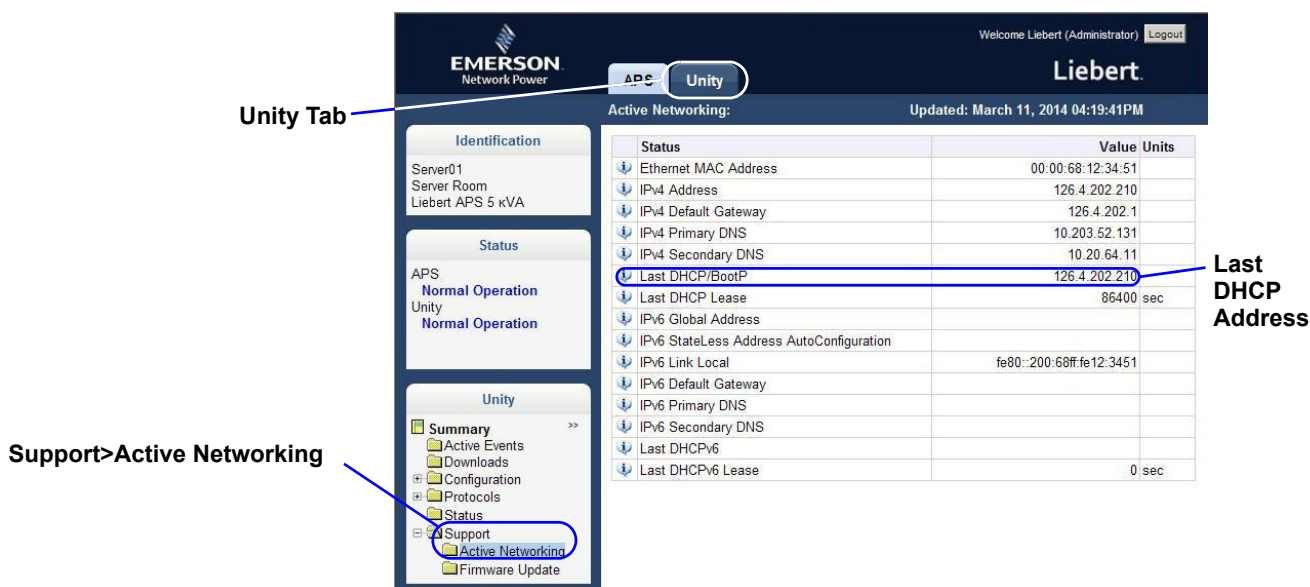 Welcome Liebert (Administrator) Logout
EMERSON
Network Power
Liebert
APS Unity
Unity Tab
Active Networking: Updated: March 11, 2014 04:19:41PM
Identification
Server01
Server Room
Liebert APS 5 кVA
Status
APS
Normal Operation
Unity
Normal Operation
Unity
Summary >>
Active Events
Downloads
Configuration
Protocols
Status
Support
Active Networking
Firmware Update
Support>Active Networking
Status Value Units
Ethernet MAC Address 00:00:68:12:34:51
IPv4 Address 126.4.202.210
IPv4 Default Gateway 126.4.202.1
IPv4 Primary DNS 10.203.52.131
IPv4 Secondary DNS 10.20.64.11
Last DHCP/BootP 126.4.202.210
Last DHCP Lease 86400 sec
IPv6 Global Address
IPv6 StateLess Address AutoConfiguration
IPv6 Link Local fe80::200:68ff:fe12:3451
IPv6 Default Gateway
IPv6 Primary DNS
IPv6 Secondary DNS
Last DHCPv6
Last DHCPv6 Lease 0 sec
Last
DHCP
Address